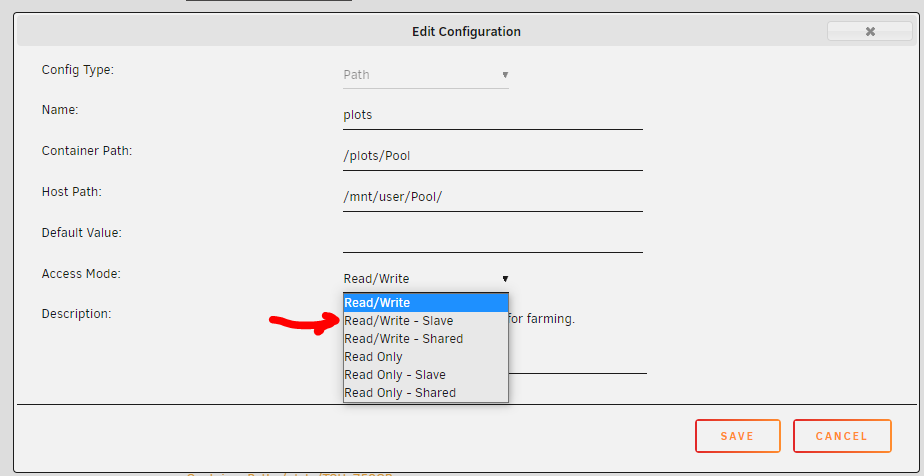 Edit Configuration
Config Type:
Path
Name:
plots
Container Path:
/plots/Pool
Host Path:
/mnt/user/Pool/
Default Value:
Access Mode:
Read/Write
Read/Write
Read/Write - Slave
Read/Write - Shared
Read Only
Read Only - Slave
Read Only - Shared
Description:
for farming.
SAVE
CANCEL